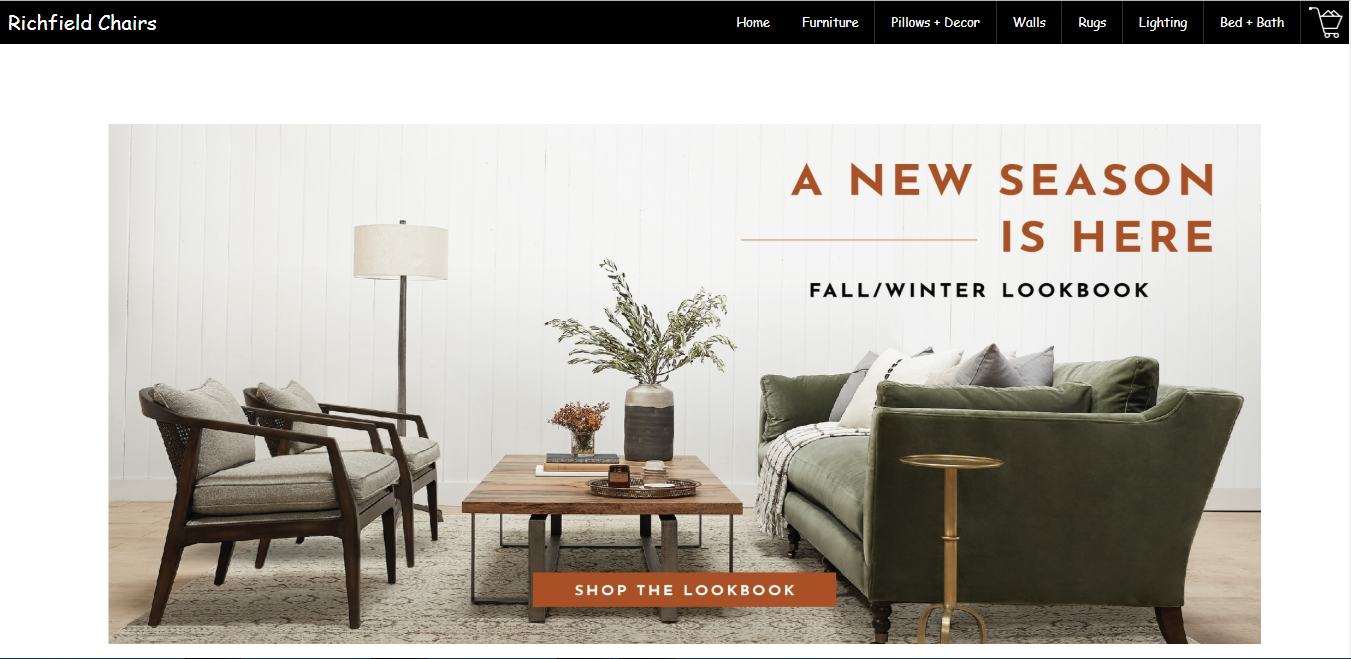 Richfield Chairs
Home Furniture Pillows + Decor Walls Rugs Lighting Bed + Bath
A NEW SEASON
IS HERE
FALL/WINTER LOOKBOOK
SHOP THE LOOKBOOK